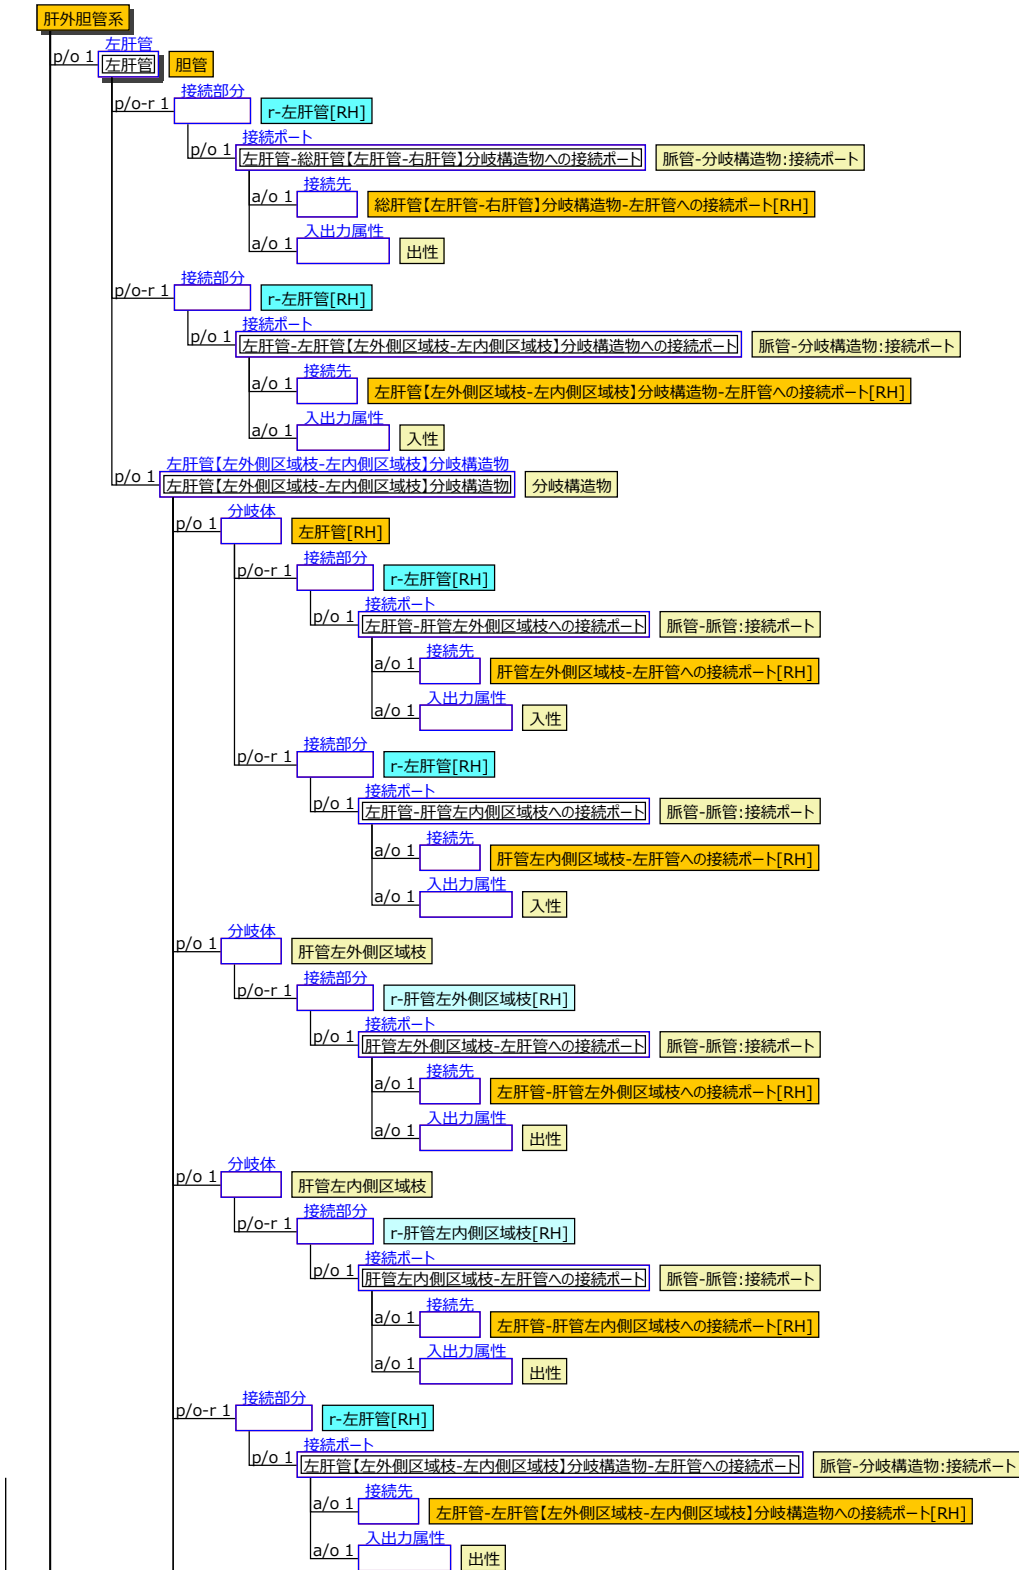 肝外胆管系
左肝管
p/o 1 左肝管 胆管
接続部分
p/o-r 1 r-左肝管[RH]
接続ポート
p/o 1 左肝管-総肝管【左肝管-右肝管】分岐構造物への接続ポート 脈管-分岐構造物:接続ポート
接続先
a/o 1 総肝管【左肝管-右肝管】分岐構造物-左肝管への接続ポート[RH]
入出力属性
a/o 1 出性
接続部分
p/o-r 1 r-左肝管[RH]
接続ポート
p/o 1 左肝管-左肝管【左外側区域枝-左内側区域枝】分岐構造物への接続ポート 脈管-分岐構造物:接続ポート
接続先
a/o 1 左肝管【左外側区域枝-左内側区域枝】分岐構造物-左肝管への接続ポート[RH]
入出力属性
a/o 1 入性
左肝管【左外側区域枝-左内側区域枝】分岐構造物
p/o 1 左肝管【左外側区域枝-左内側区域枝】分岐構造物 分岐構造物
分岐体
p/o 1 左肝管[RH]
接続部分
p/o-r 1 r-左肝管[RH]
接続ポート
p/o 1 左肝管-肝管左外側区域枝への接続ポート 脈管-脈管:接続ポート
接続先
a/o 1 肝管左外側区域枝-左肝管への接続ポート[RH]
入出力属性
a/o 1 入性
接続部分
p/o-r 1 r-左肝管[RH]
接続ポート
p/o 1 左肝管-肝管左内側区域枝への接続ポート 脈管-脈管:接続ポート
接続先
a/o 1 肝管左内側区域枝-左肝管への接続ポート[RH]
入出力属性
a/o 1 入性
分岐体
p/o 1 肝管左外側区域枝
接続部分
p/o-r 1 r-肝管左外側区域枝[RH]
接続ポート
p/o 1 肝管左外側区域枝-左肝管への接続ポート 脈管-脈管:接続ポート
接続先
a/o 1 左肝管-肝管左外側区域枝への接続ポート[RH]
入出力属性
a/o 1 出性
分岐体
p/o 1 肝管左内側区域枝
接続部分
p/o-r 1 r-肝管左内側区域枝[RH]
接続ポート
p/o 1 肝管左内側区域枝-左肝管への接続ポート 脈管-脈管:接続ポート
接続先
a/o 1 左肝管-肝管左内側区域枝への接続ポート[RH]
入出力属性
a/o 1 出性
接続部分
p/o-r 1 r-左肝管[RH]
接続ポート
p/o 1 左肝管【左外側区域枝-左内側区域枝】分岐構造物-左肝管への接続ポート 脈管-分岐構造物:接続ポート
接続先
a/o 1 左肝管-左肝管【左外側区域枝-左内側区域枝】分岐構造物への接続ポート[RH]
入出力属性
a/o 1 出性